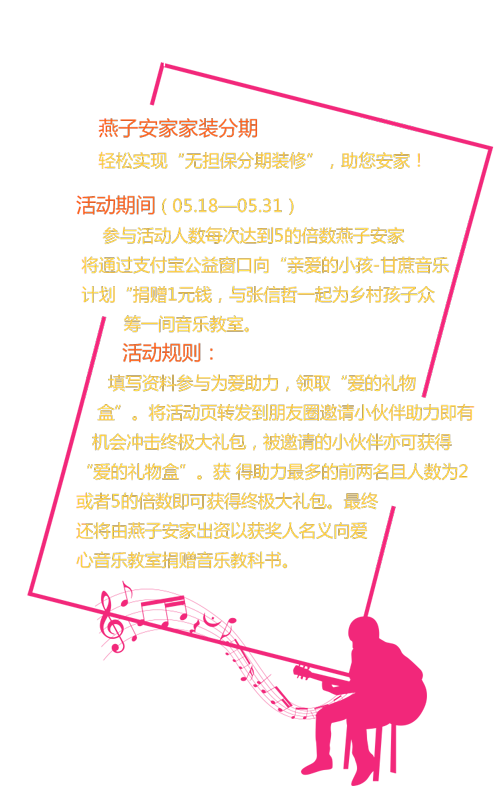 燕子安家家装分期
轻松实现“无担保分期装修”，助您安家！
活动期间（05.18—05.31）
参与活动人数每次达到5的倍数燕子安家
将通过支付宝公益窗口向“亲爱的小孩-甘蔗音乐
计划“捐赠1元钱，与张信哲一起为乡村孩子众
筹一间音乐教室。
活动规则：
填写资料参与为爱助力，领取“爱的礼物
盒”。将活动页转发到朋友圈邀请小伙伴助力即有
机会冲击终极大礼包，被邀请的小伙伴亦可获得
“爱的礼物盒”。获 得助力最多的前两名且人数为2
或者5的倍数即可获得终极大礼包。最终
还将由燕子安家出资以获奖人名义向爱
心音乐教室捐赠音乐教科书。